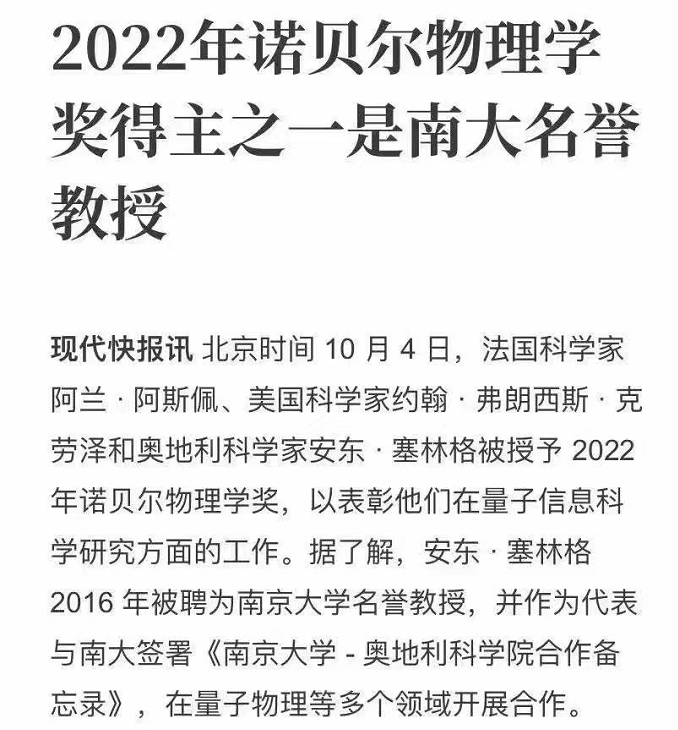 2022年诺贝尔物理学
奖得主之一是南大名誉
教授
现代快报讯 北京时间 10 月 4 日，法国科学家
阿兰 · 阿斯佩、美国科学家约翰 · 弗朗西斯 · 克
劳泽和奥地利科学家安东 · 塞林格被授予 2022
年诺贝尔物理学奖，以表彰他们在量子信息科
学研究方面的工作。据了解，安东 · 塞林格
2016 年被聘为南京大学名誉教授，并作为代表
与南大签署《南京大学 - 奥地利科学院合作备
忘录》，在量子物理等多个领域开展合作。